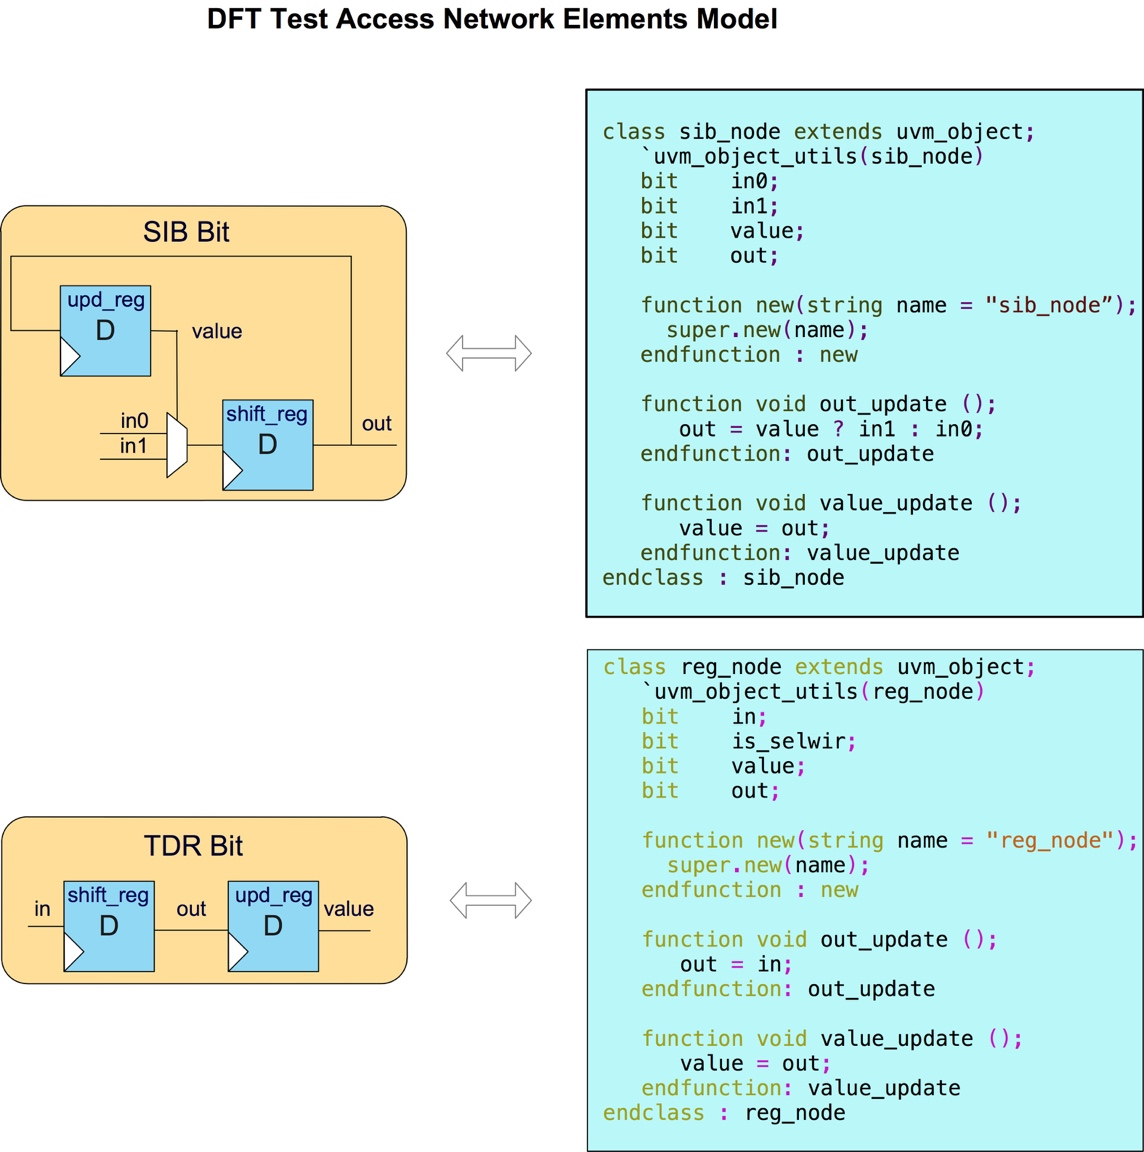 DFT Test Access Network Elements Model
SIB Bit
upd_reg
D
value
in0
in1
shift_reg
D
out
class sib_node extends uvm_object;
`uvm_object_utils(sib_node)
bit in0;
bit in1;
bit value;
bit out;
function new(string name = "sib_node”);
super.new(name);
endfunction : new
function void out_update ();
out = value ? in1 : in0;
endfunction: out_update
function void value_update ();
value = out;
endfunction: value_update
endclass : sib_node
TDR Bit
in
shift_reg
D
out
upd_reg
D
value
class reg_node extends uvm_object;
`uvm_object_utils(reg_node)
bit in;
bit is_selwir;
bit value;
bit out;
function new(string name = "reg_node");
super.new(name);
endfunction : new
function void out_update ();
out = in;
endfunction: out_update
function void value_update ();
value = out;
endfunction: value_update
endclass : reg_node